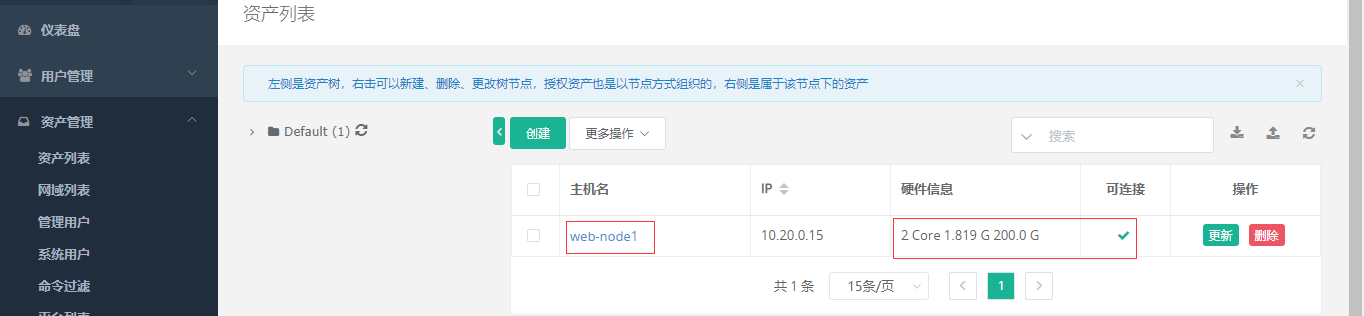 资产列表
仪表盘
用户管理
资产管理
资产列表
网域列表
管理用户
系统用户
命令过滤
平台列表
左侧是资产树，右击可以新建、删除、更改树节点，授权资产也是以节点方式组织的，右侧是属于该节点下的资产
×
Default (1)
创建 更多操作
搜索
主机名 IP 硬件信息 可连接 操作
web-node1 10.20.0.15 2 Core 1.819 G 200.0 G 更新 删除
共 1 条 15条/页 1